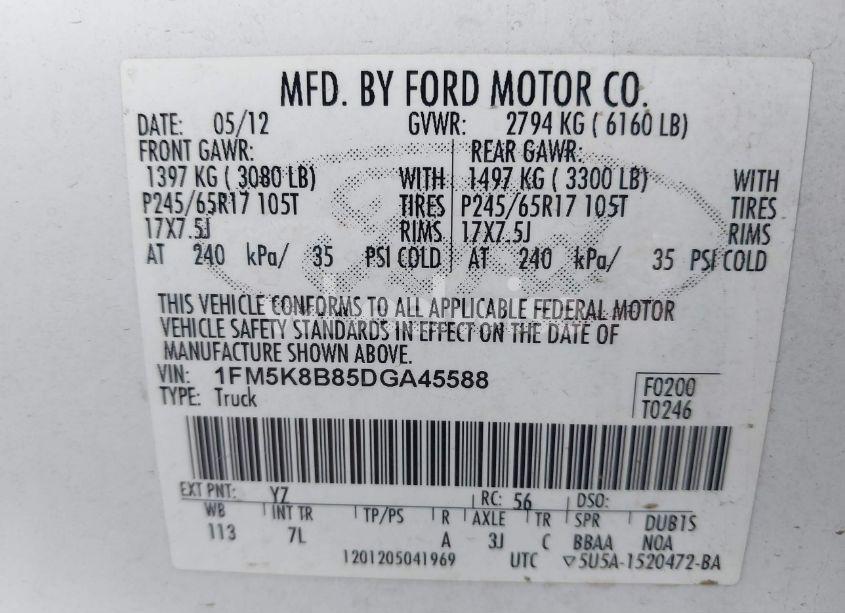 MFD. BY FORD MOTOR CO.
DATE: 05/12 GVWR: 2794 KG ( 6160 LB)
FRONT GAWR: REAR GAWR:
1397 KG ( 3080 LB) WITH 1497 KG ( 3300 LB) WITH
P245/65R17 105T TIRES P245/65R17 105T TIRES
17X7.5J RIMS 17X7.5J RIMS
AT 240 kPa/ 35 PSI COLD AT 240 kPa/ 35 PSI COLD
THIS VEHICLE CONFORMS TO ALL APPLICABLE FEDERAL MOTOR
VEHICLE SAFETY STANDARDS IN EFFECT ON THE DATE OF
MANUFACTURE SHOWN ABOVE.
VIN: 1FM5K8B85DGA45588
TYPE: Truck
F0200
T0246
EXT PNT: YZ RC: 56 DSO:
WB INT TR TP/PS R AXLE TR SPR DUBTS
113 7L A 3J C BBAA NOA
1201205041969 UTC ▽5U5A-1520472-BA